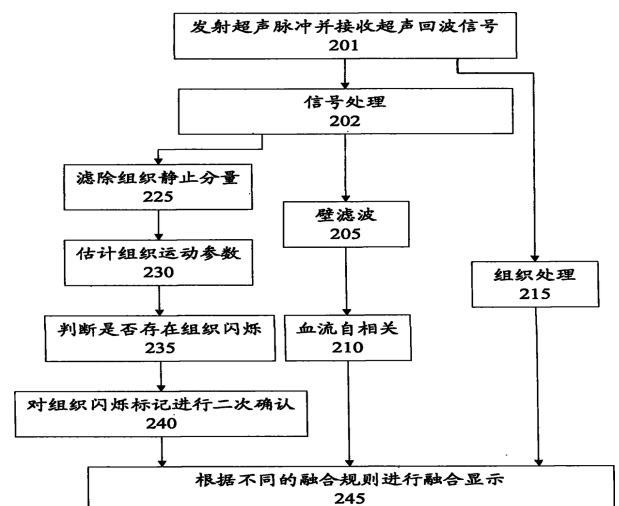 发射超声脉冲并接收超声回波信号
201
信号处理
202
滤除组织静止分量
225
壁滤波
205
估计组织运动参数
230
组织处理
215
判断是否存在组织闪烁
235
血流自相关
210
对组织闪烁标记进行二次确认
240
根据不同的融合规则进行融合显示
245